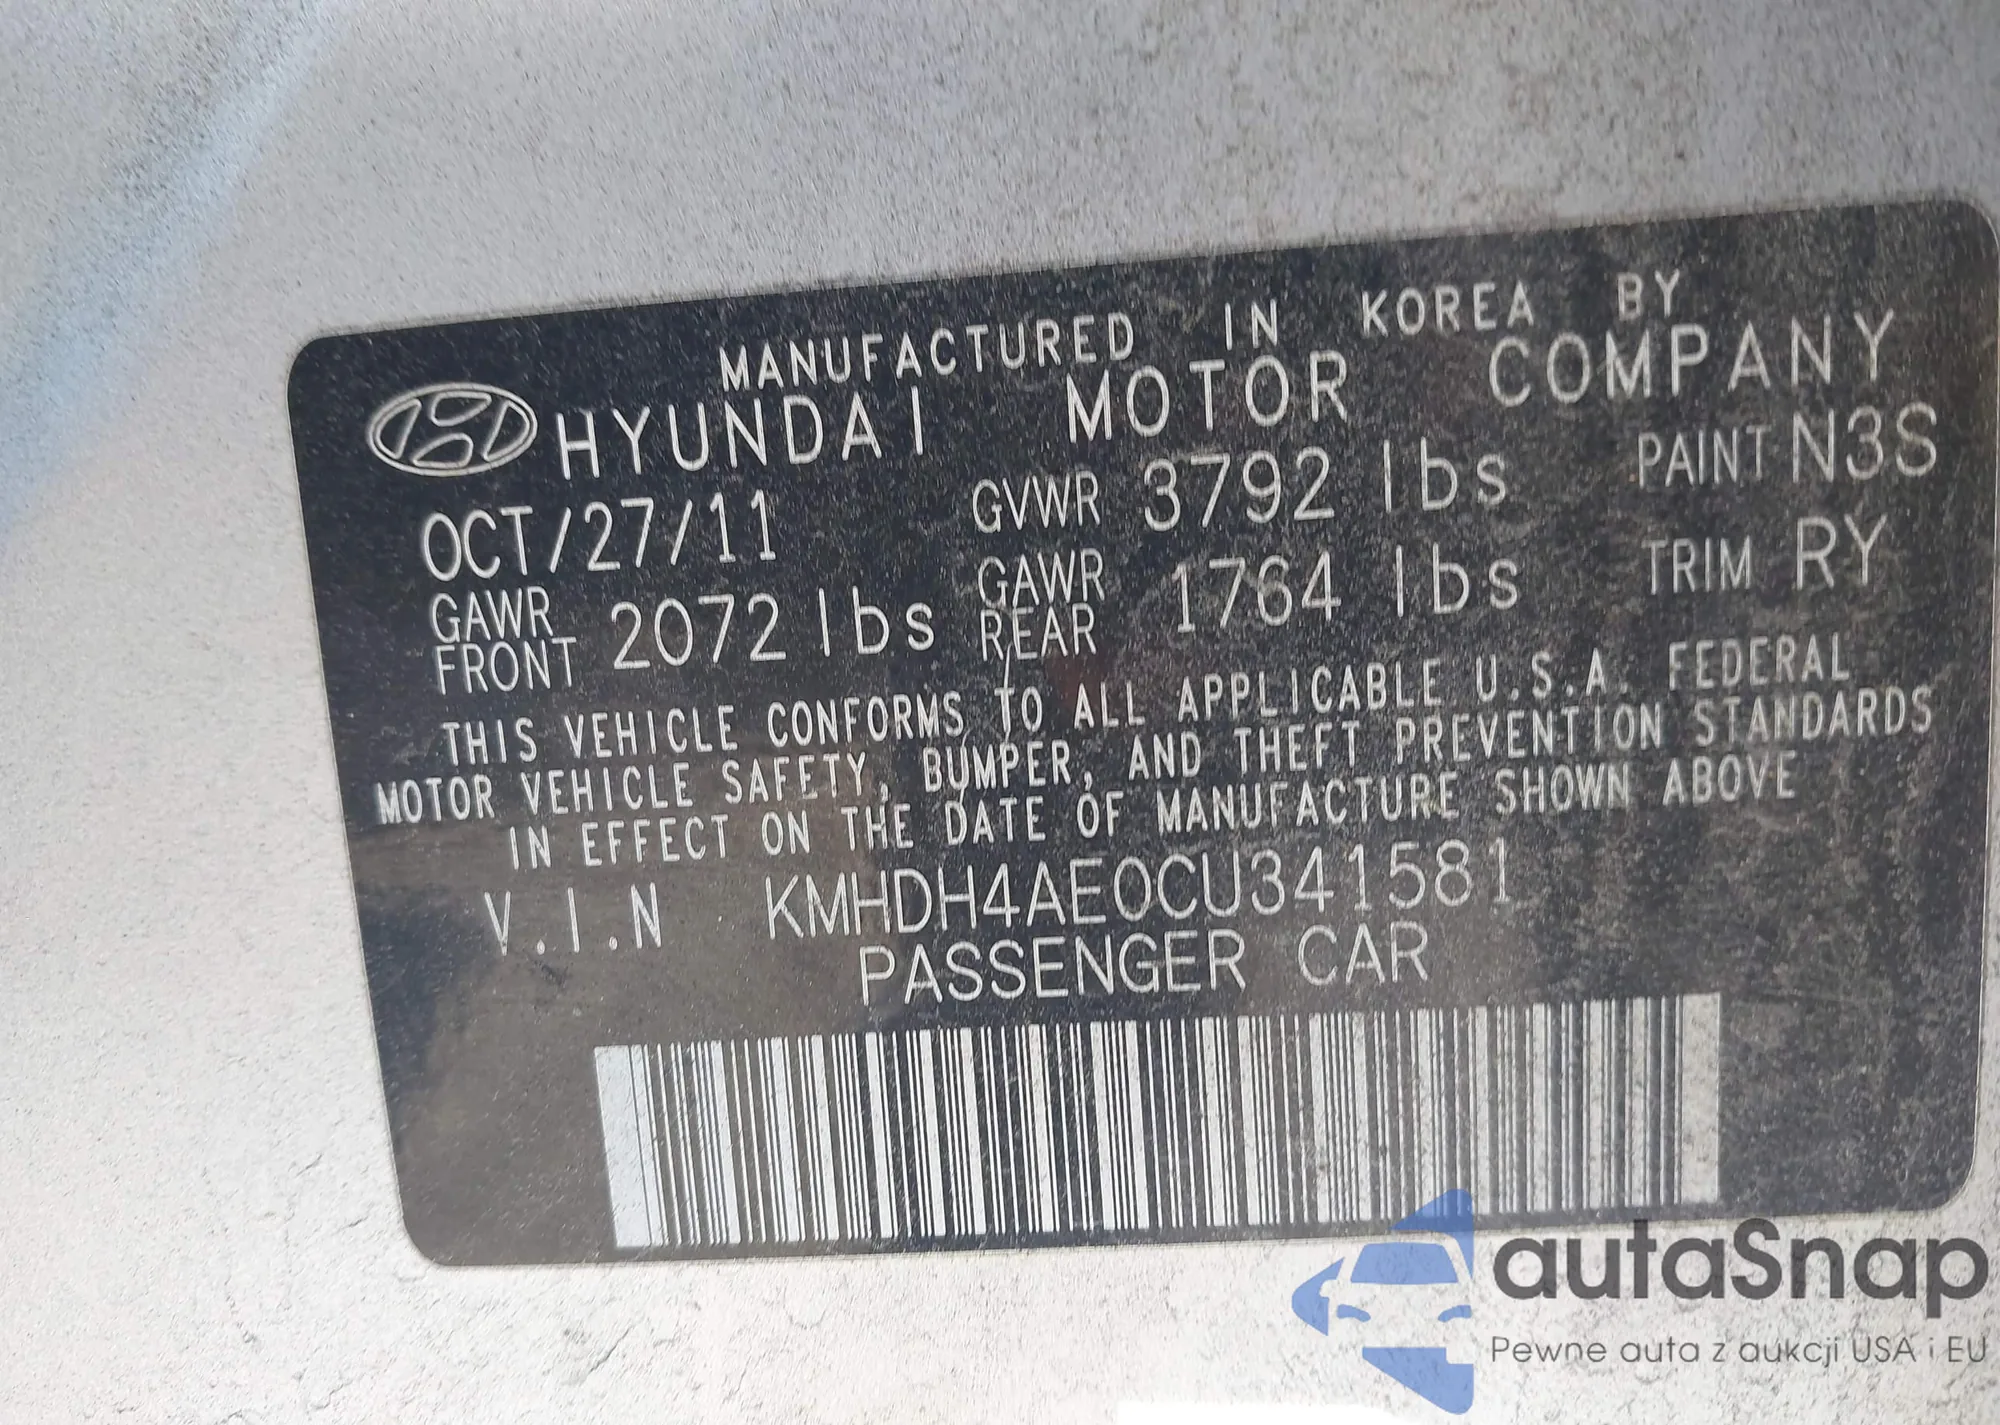 MANUFACTURED IN KOREA BY
HYUNDAI MOTOR COMPANY
OCT/27/11 GVWR 3792 lbs PAINT N3S
GAWR FRONT 2072 lbs GAWR REAR 1764 lbs TRIM RY
THIS VEHICLE CONFORMS TO ALL APPLICABLE U.S.A. FEDERAL
MOTOR VEHICLE SAFETY, BUMPER, AND THEFT PREVENTION STANDARDS
IN EFFECT ON THE DATE OF MANUFACTURE SHOWN ABOVE
V.I.N KMHDH4AE0CU341581
PASSENGER CAR
autaSnap
Pewne auta z aukcji USA i EU